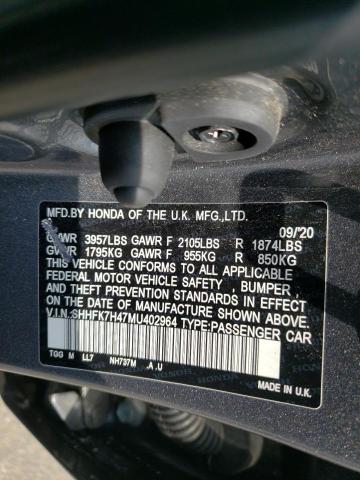 MFD.BY HONDA OF THE U.K. MFG.,LTD.
09/'20
GVWR 3957LBS GAWR F 2105LBS R 1874LBS
GVWR 1795KG GAWR F 955KG R 850KG
THIS VEHICLE CONFORMS TO ALL APPLICABLE
FEDERAL MOTOR VEHICLE SAFETY , BUMPER ,
AND THEFT PREVENTION STANDARDS IN
EFFECT ON THE DATE OF MANUFACTURE
SHOWN ABOVE.
V.I.N.:SHHFK7H47MU402964 TYPE:PASSENGER CAR
TGG M LL7 NH737M .A .U
MADE IN U.K.